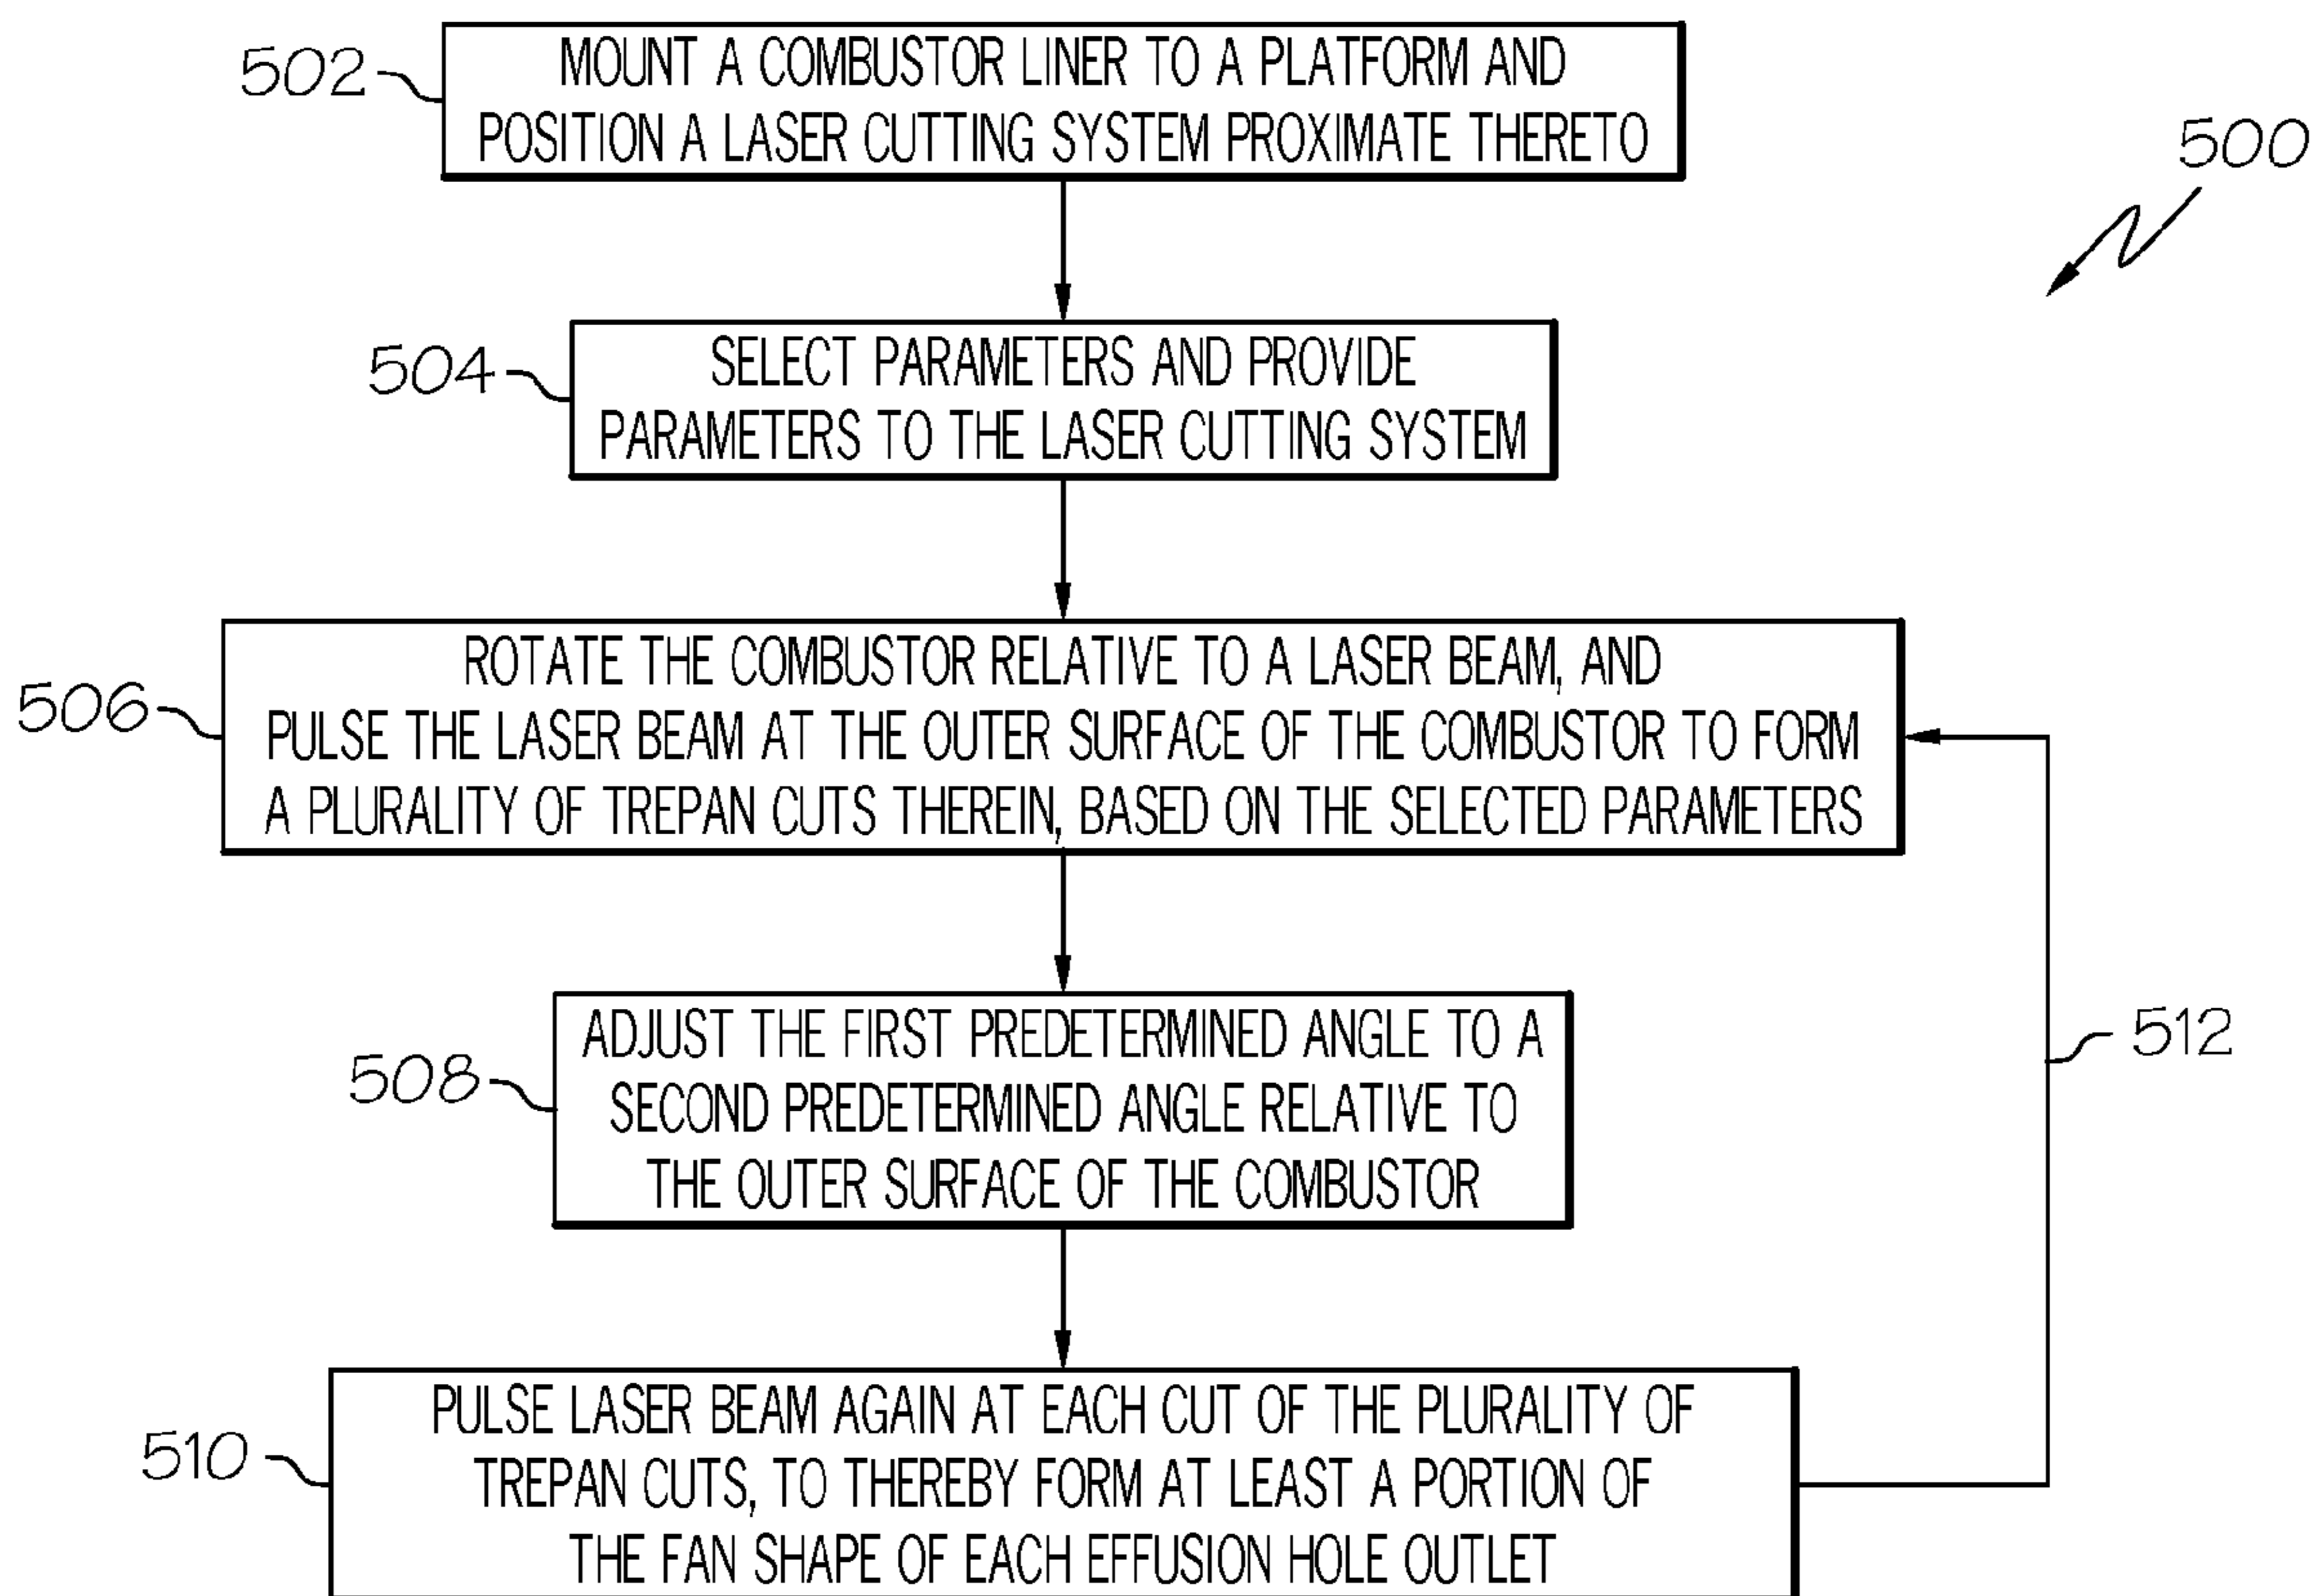 502
MOUNT A COMBUSTOR LINER TO A PLATFORM AND
POSITION A LASER CUTTING SYSTEM PROXIMATE THERETO
500
504
SELECT PARAMETERS AND PROVIDE
PARAMETERS TO THE LASER CUTTING SYSTEM
506
ROTATE THE COMBUSTOR RELATIVE TO A LASER BEAM, AND
PULSE THE LASER BEAM AT THE OUTER SURFACE OF THE COMBUSTOR TO FORM
A PLURALITY OF TREPAN CUTS THEREIN, BASED ON THE SELECTED PARAMETERS
508
ADJUST THE FIRST PREDETERMINED ANGLE TO A
SECOND PREDETERMINED ANGLE RELATIVE TO
THE OUTER SURFACE OF THE COMBUSTOR
512
510
PULSE LASER BEAM AGAIN AT EACH CUT OF THE PLURALITY OF
TREPAN CUTS, TO THEREBY FORM AT LEAST A PORTION OF
THE FAN SHAPE OF EACH EFFUSION HOLE OUTLET